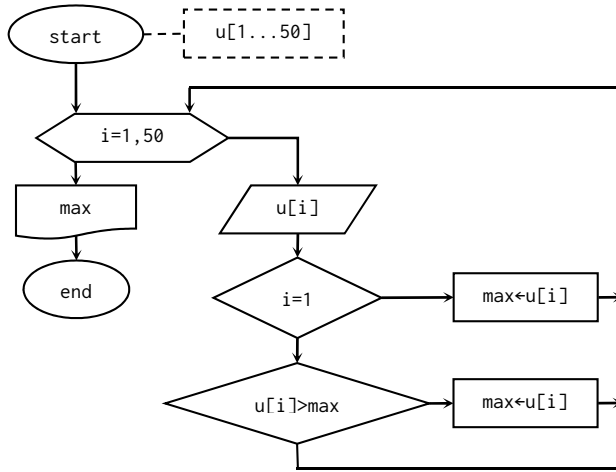 start
u[1...50]
i=1,50
max
u[i]
end
i=1
max←u[i]
u[i]>max
max←u[i]